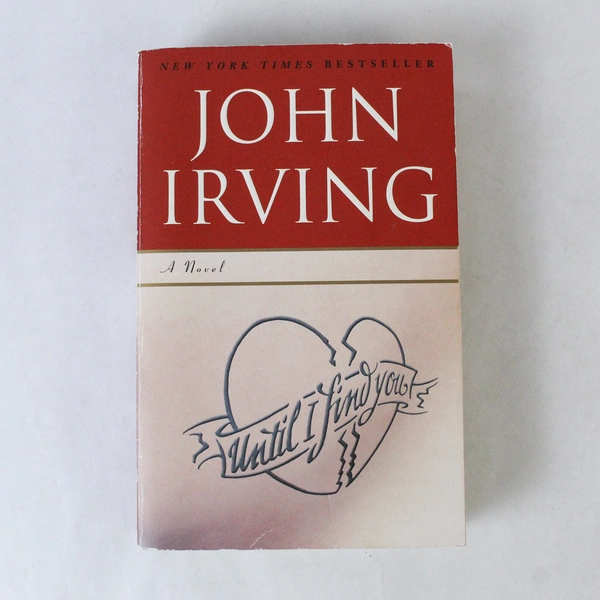 NEW YORK TIMES BESTSELLER
JOHN
IRVING
A Novel
Until I find you